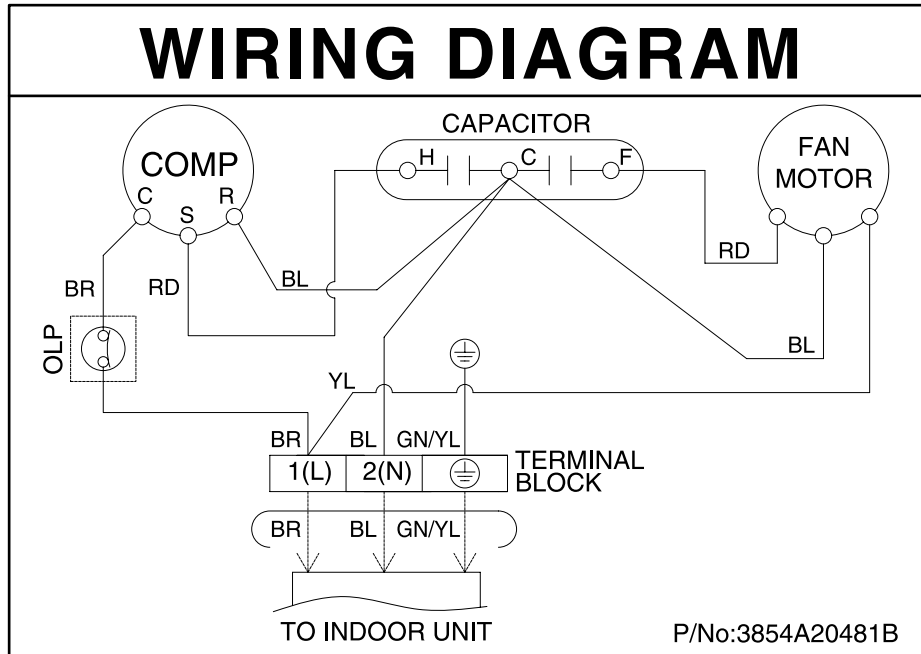 WIRING DIAGRAM
CAPACITOR
H C F
COMP
C S R
FAN
MOTOR
BR
RD
BL
RD
BL
OLP
YL
BR BL GN/YL
1(L) 2(N)
TERMINAL
BLOCK
BR BL GN/YL
TO INDOOR UNIT
P/No:3854A20481B